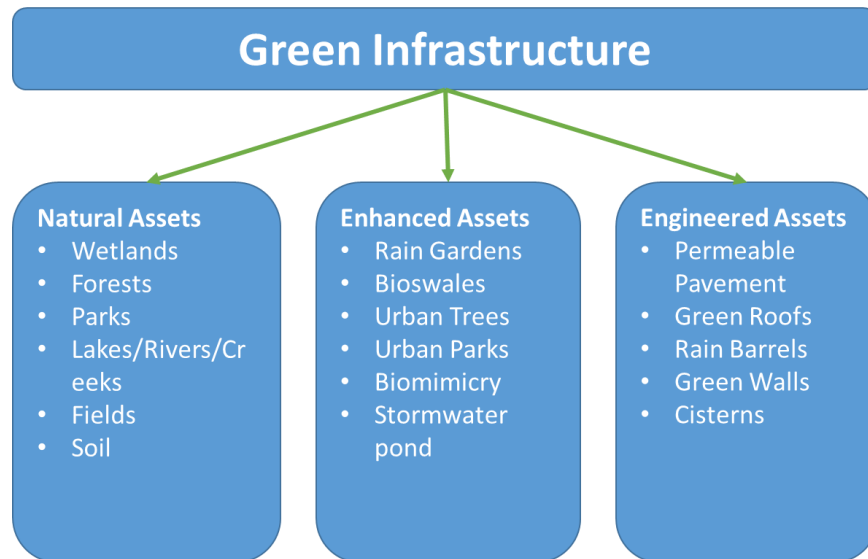 Green Infrastructure
Natural Assets
• Wetlands
• Forests
• Parks
• Lakes/Rivers/Cr
eeks
• Fields
• Soil
Enhanced Assets
• Rain Gardens
• Bioswales
• Urban Trees
• Urban Parks
• Biomimicry
• Stormwater
pond
Engineered Assets
• Permeable
Pavement
• Green Roofs
• Rain Barrels
• Green Walls
• Cisterns